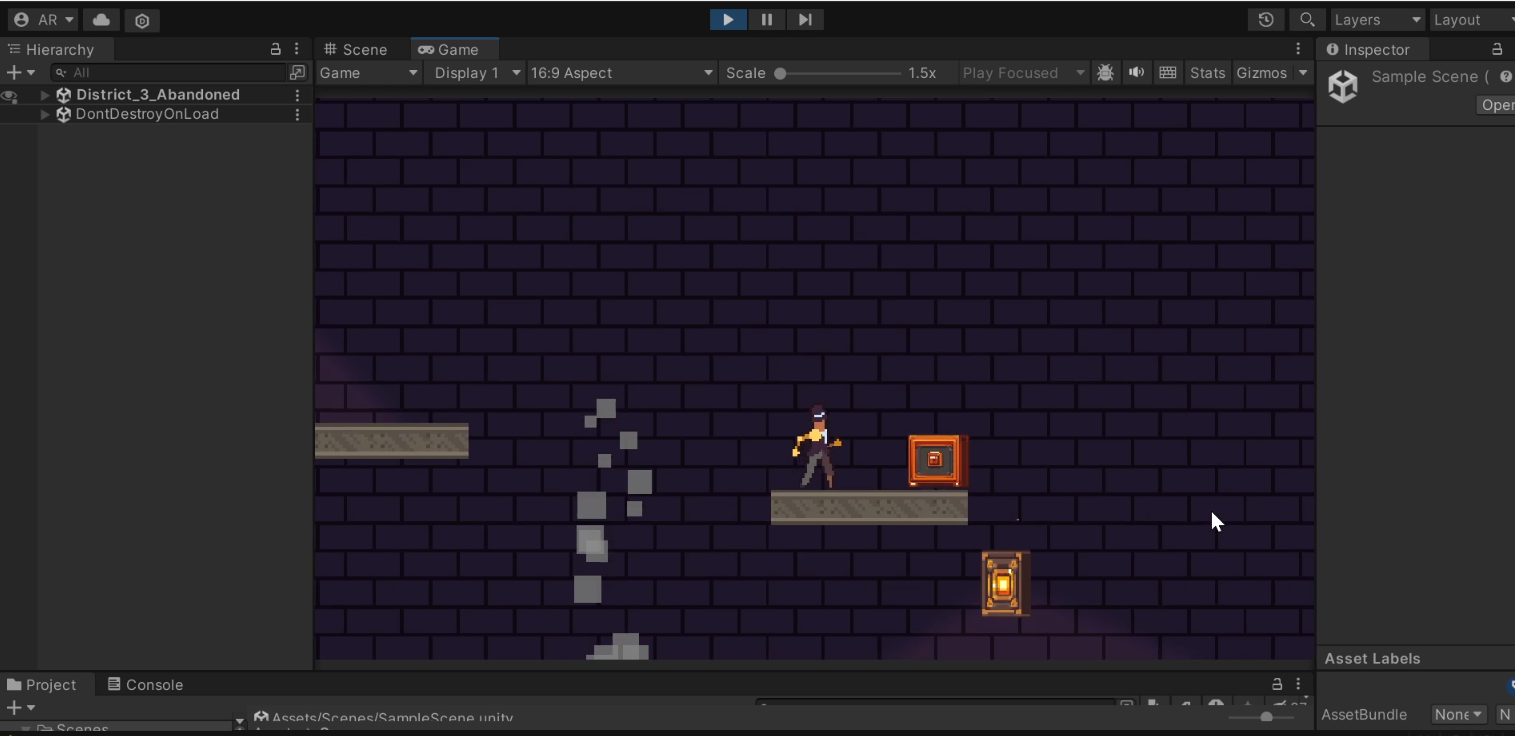 AR
Layers
Layout
Hierarchy
Scene
Game
Inspector
All
Game
Display 1
16:9 Aspect
Scale
1.5x
Play Focused
Stats
Gizmos
Sample Scene (
Open
District_3_Abandoned
DontDestroyOnLoad
Asset Labels
Project
Console
Scenes
Assets/Scenes/SampleScene.unity
AssetBundle
None
N